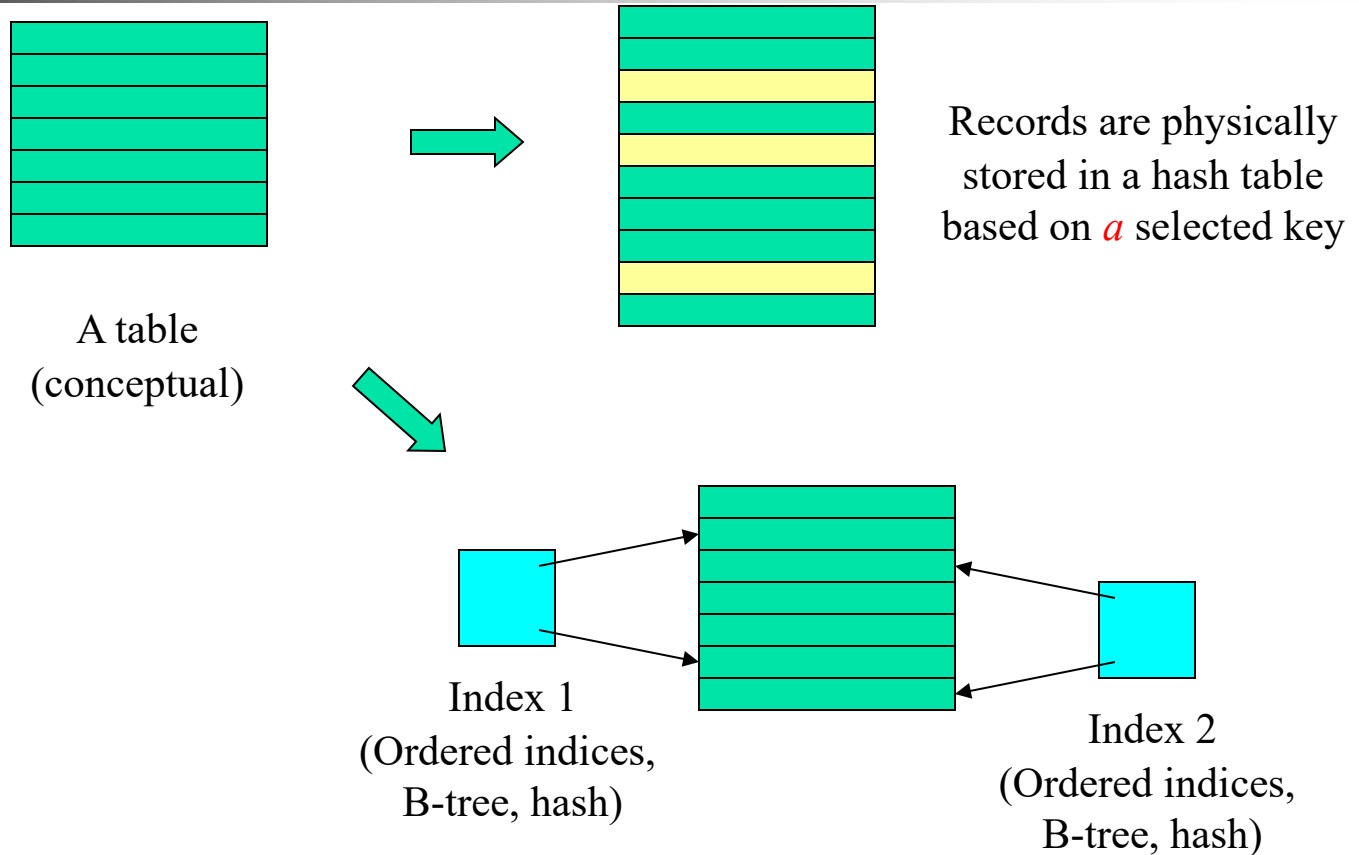 Records are physically
stored in a hash table
based on a selected key
A table
(conceptual)
Index 1
(Ordered indices,
B-tree, hash)
Index 2
(Ordered indices,
B-tree, hash)